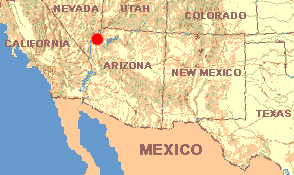 NEVADA UTAH
COLORADO
CALIFORNIA
ARIZONA
NEW MEXICO
TEXAS
MEXICO